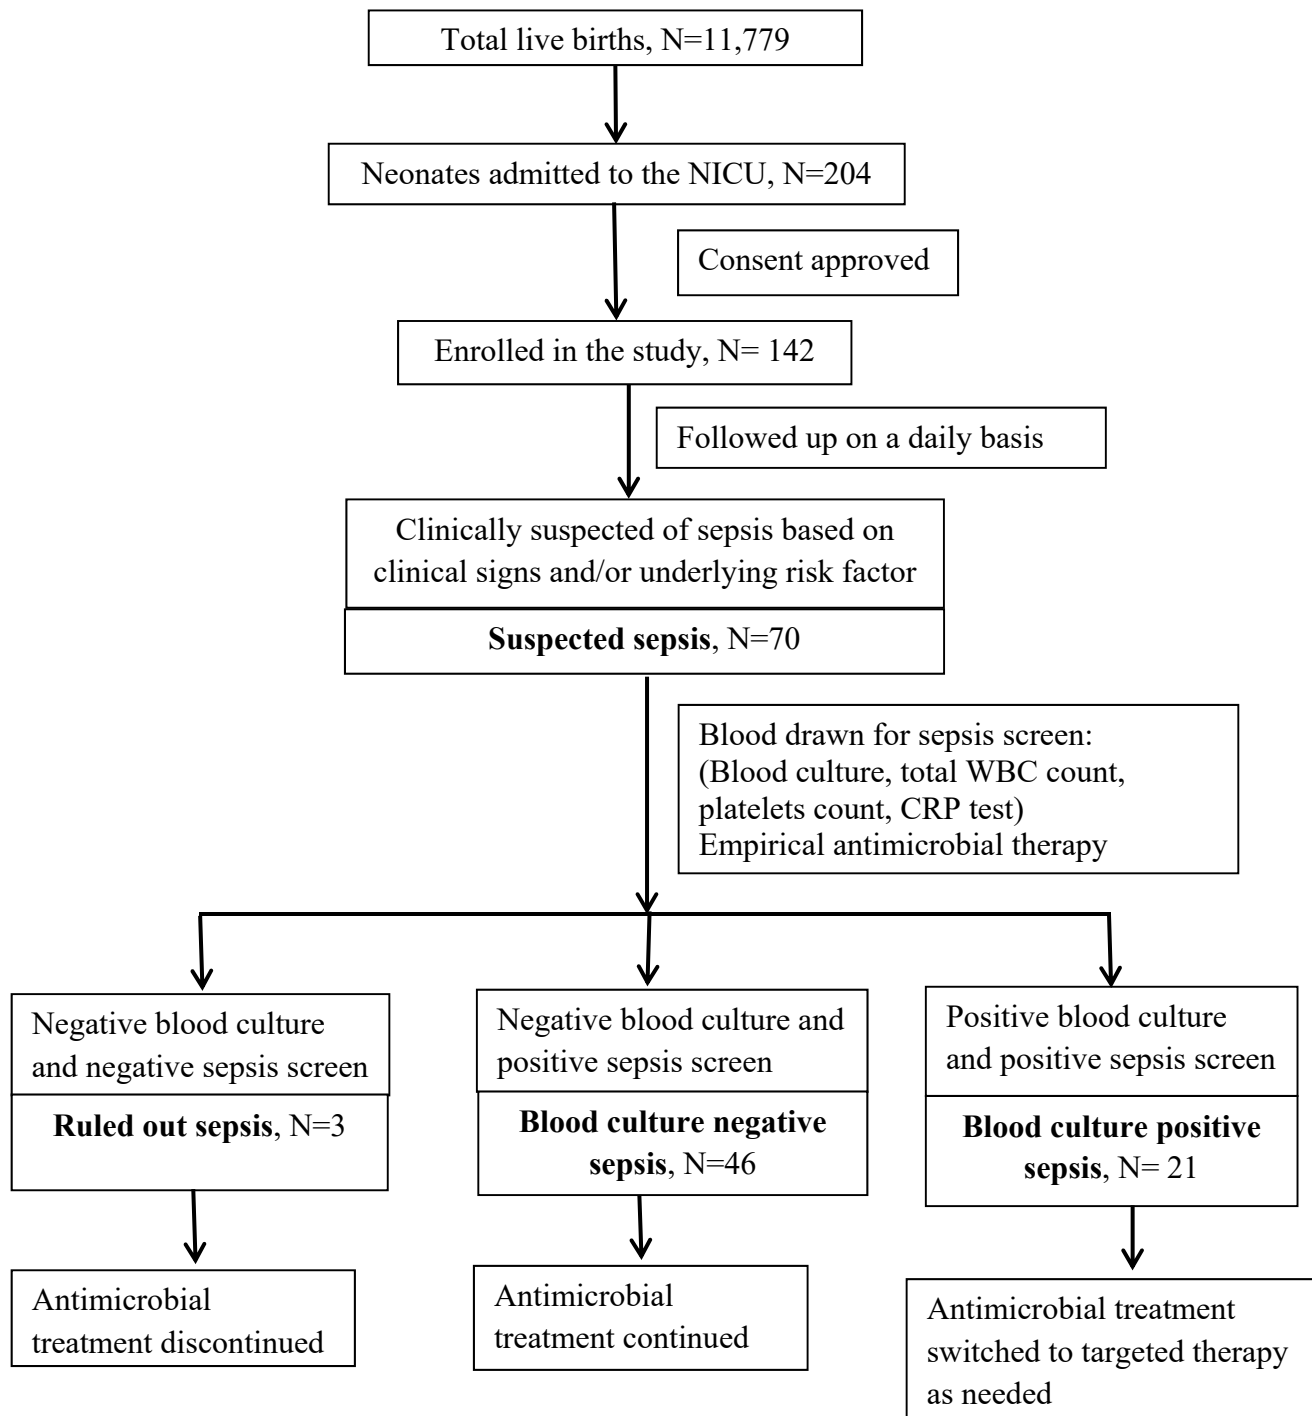 Total live births, N=11,779
Neonates admitted to the NICU, N=204
Consent approved
Enrolled in the study, N= 142
Followed up on a daily basis
Clinically suspected of sepsis based on
clinical signs and/or underlying risk factor
Suspected sepsis, N=70
Blood drawn for sepsis screen:
(Blood culture, total WBC count,
platelets count, CRP test)
Empirical antimicrobial therapy
Negative blood culture
and negative sepsis screen
Ruled out sepsis, N=3
Negative blood culture and
positive sepsis screen
Blood culture negative
sepsis, N=46
Positive blood culture
and positive sepsis screen
Blood culture positive
sepsis, N= 21
Antimicrobial
treatment discontinued
Antimicrobial
treatment continued
Antimicrobial treatment
switched to targeted therapy
as needed